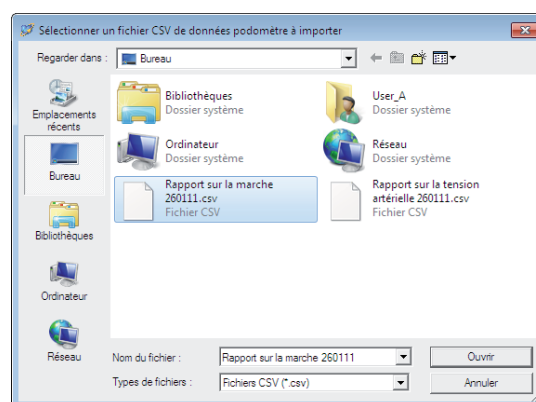 Sélectionner un fichier CSV de données podomètre à importer
Regarder dans :
Bureau
Emplacements
récents
Bureau
Bibliothèques
Ordinateur
Réseau
Bibliothèques
Dossier système
User_A
Dossier système
Ordinateur
Dossier système
Réseau
Dossier système
Rapport sur la marche
260111.csv
Fichier CSV
Rapport sur la tension
artérielle 260111.csv
Fichier CSV
Nom du fichier :
Rapport sur la marche 260111
Ouvrir
Types de fichiers :
Fichiers CSV (*.csv)
Annuler